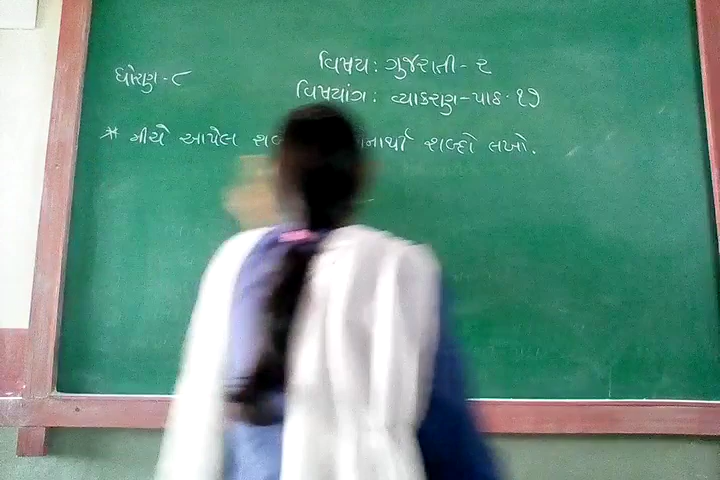 વિષય: ગુજરાતી-૨
ધોરણ-૮
વિષયાંગ: વ્યાકરણ-પાઠ-૧૭
* નીચે આપેલ શબ્દો લખો.